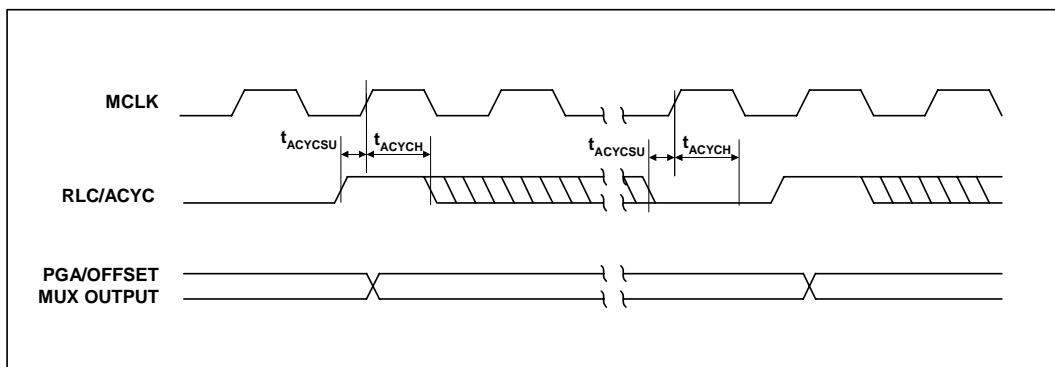 MCLK
tACYCSU tACYCH tACYCSU tACYCH
RLC/ACYC
PGA/OFFSET
MUX OUTPUT